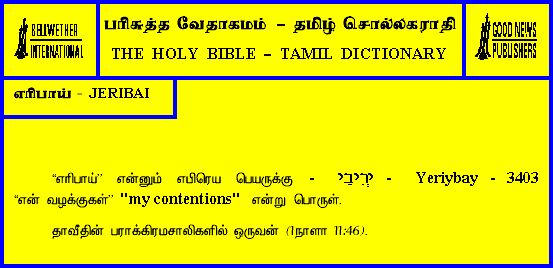 BELLWETHER
INTERNATIONAL
பரிசுத்த வேதாகமம் – தமிழ் சொல்லகராதி
THE HOLY BIBLE – TAMIL DICTIONARY
GOOD NEWS
PUBLISHERS
எரிபாய் - JERIBAI
“எரிபாய்” என்னும் எபிரெய பெயருக்கு - יְרִיבַי - Yeriybay - 3403
“என் வழக்குகள்” "my contentions" என்று பொருள்.
தாவீதின் பராக்கிரமசாலிகளில் ஒருவன் (1நாளா 11:46).